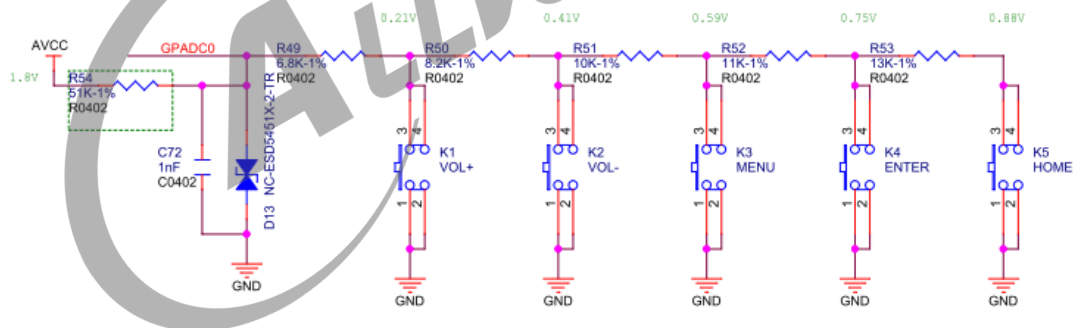 0.21V
0.41V
0.59V
0.75V
0.88V
AVCC
GPADC0
1.8V
R54
51K-1%
R0402
R49
6.8K-1%
R0402
R50
8.2K-1%
R0402
R51
10K-1%
R0402
R52
11K-1%
R0402
R53
13K-1%
R0402
C72
1nF
C0402
D13 NC-ESD5451X-2-TR
3 4
K1
VOL+
1 2
3 4
K2
VOL-
1 2
3 4
K3
MENU
1 2
3 4
K4
ENTER
1 2
3 4
K5
HOME
1 2
GND
GND
GND
GND
GND
GND